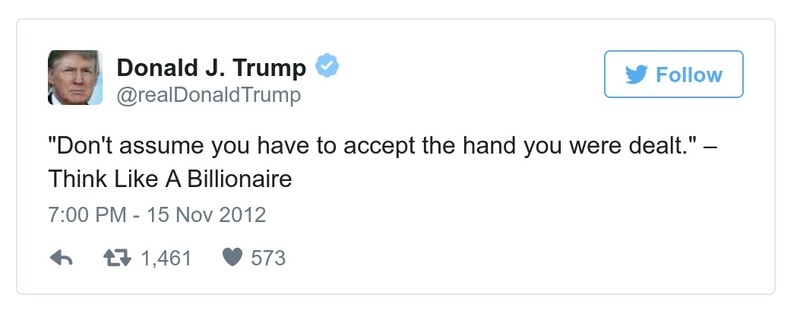 Donald J. Trump
@realDonaldTrump
Follow
"Don't assume you have to accept the hand you were dealt." –
Think Like A Billionaire
7:00 PM - 15 Nov 2012
1,461 573